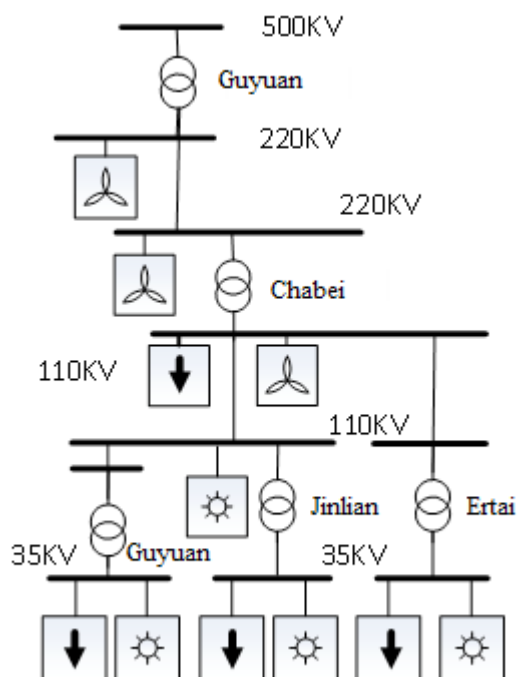 500KV
Guyuan
220KV
220KV
Chabei
110KV
110KV
Jinlian
Ertai
Guyuan
35KV
35KV